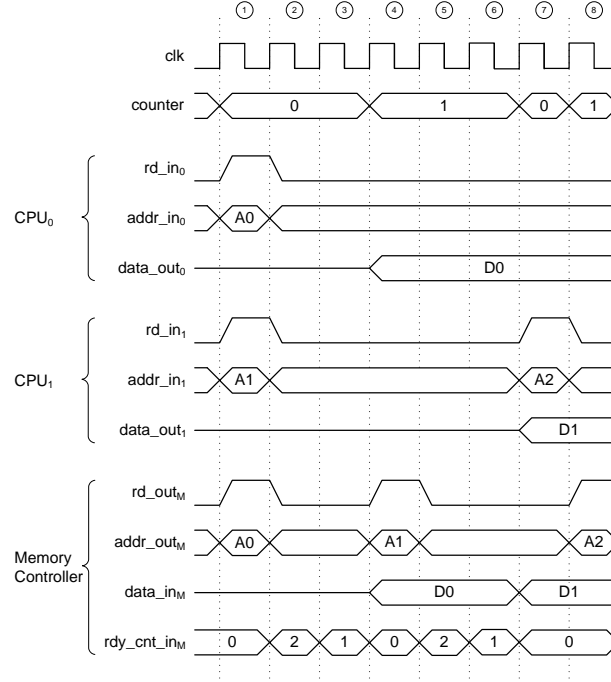 1 2 3 4 5 6 7 8
clk
counter 0 1 0 1
CPU0
rd_in0
addr_in0 A0
data_out0 D0
CPU1
rd_in1
addr_in1 A1 A2
data_out1 D1
Memory Controller
rd_outM
addr_outM A0 A1 A2
data_inM D0 D1
rdy_cnt_inM 0 2 1 0 2 1 0